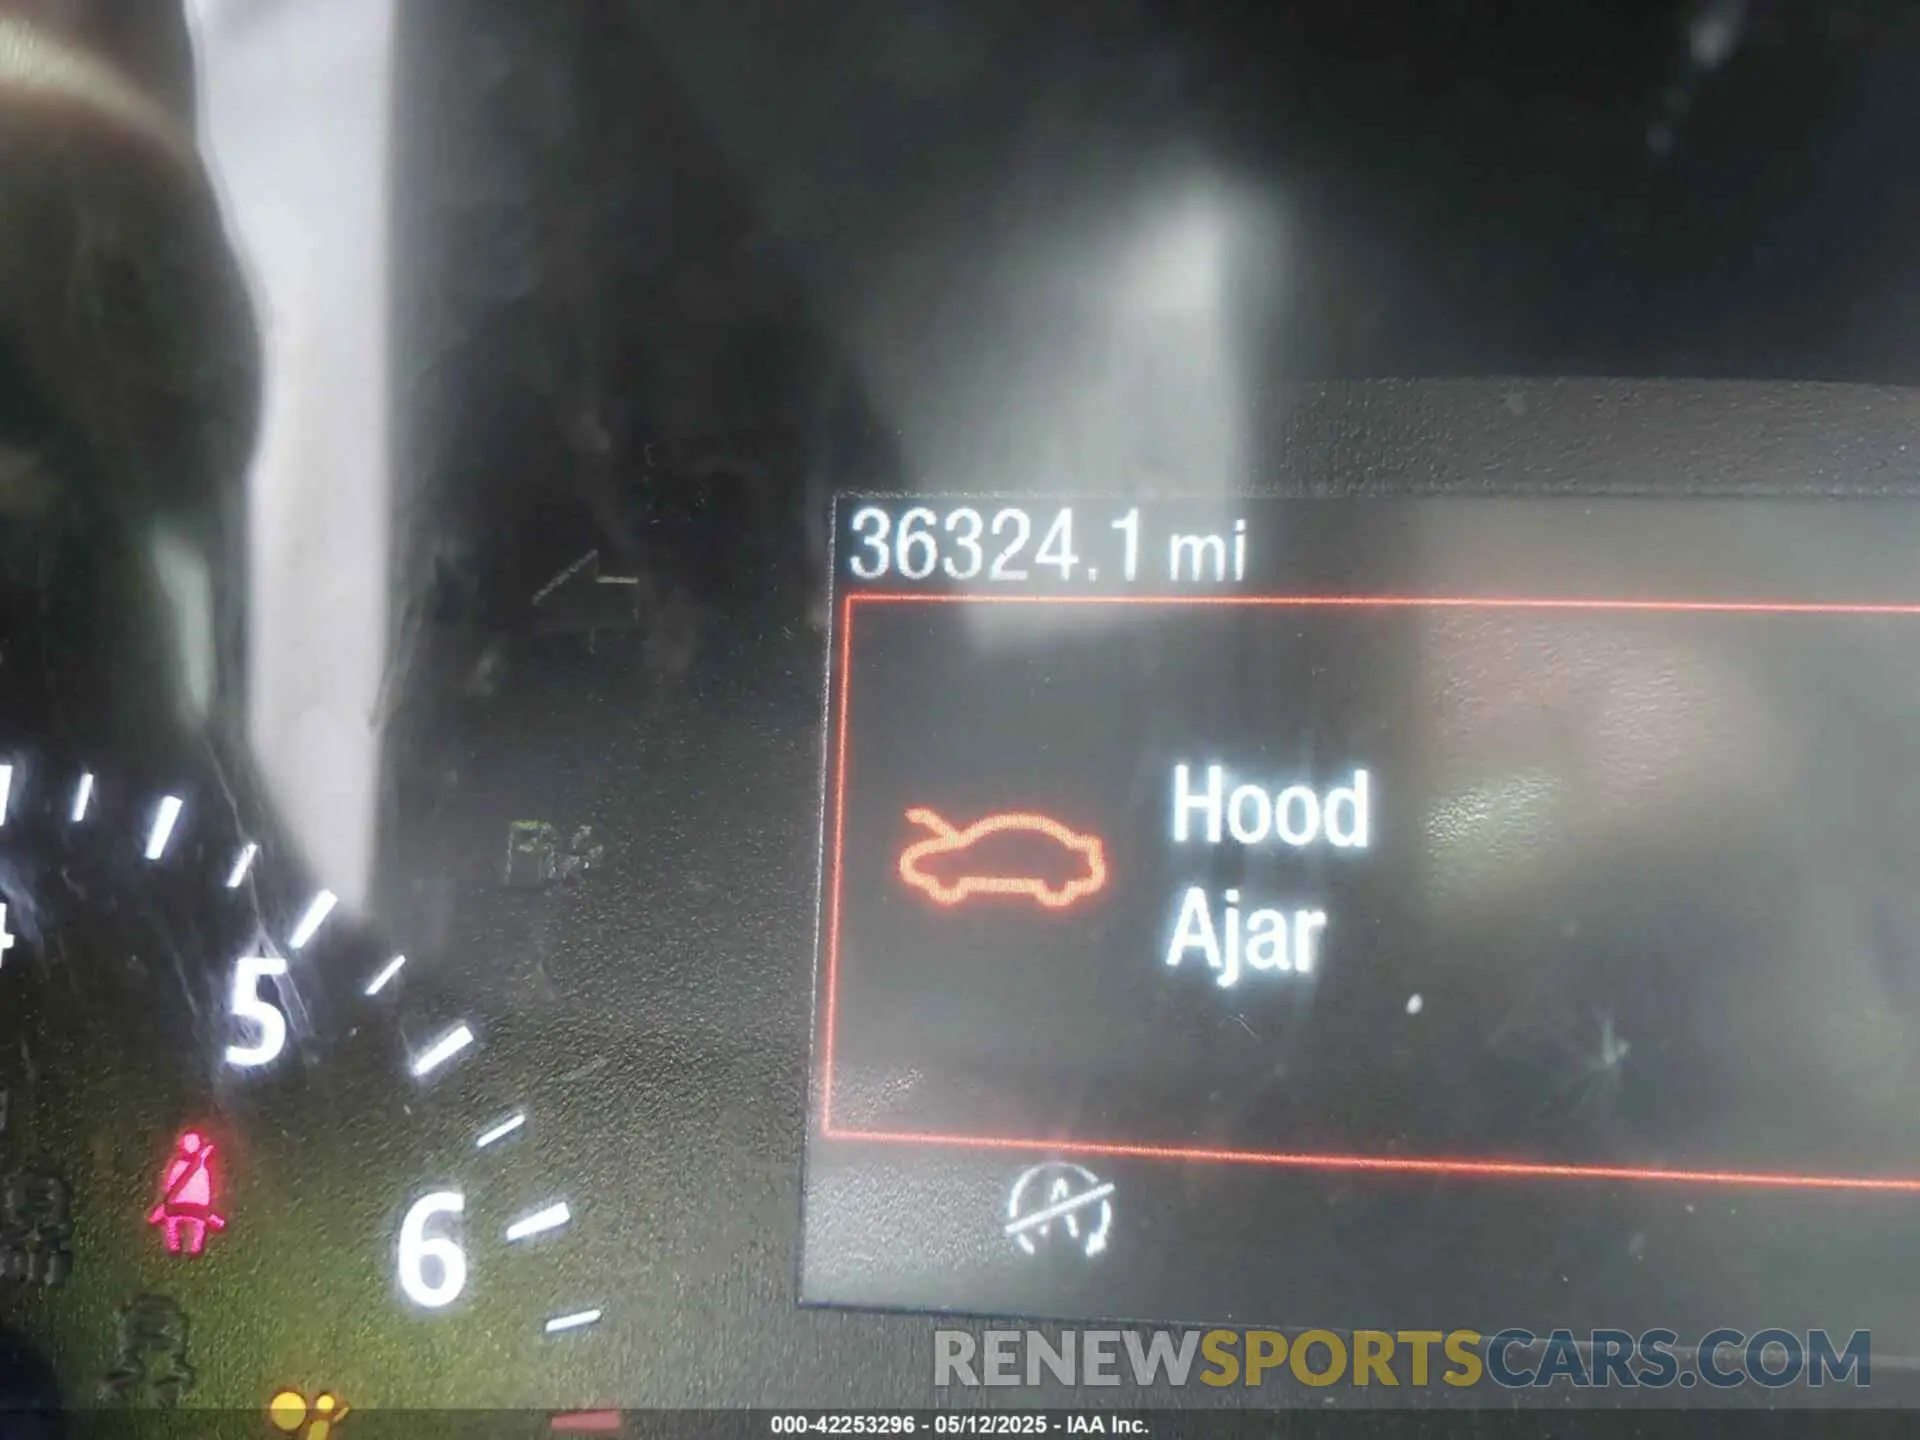 36324.1 mi
Hood
Ajar
5
6
RENEWSPORTSCARS.COM
000-42253296 - 05/12/2025 - IAA Inc.